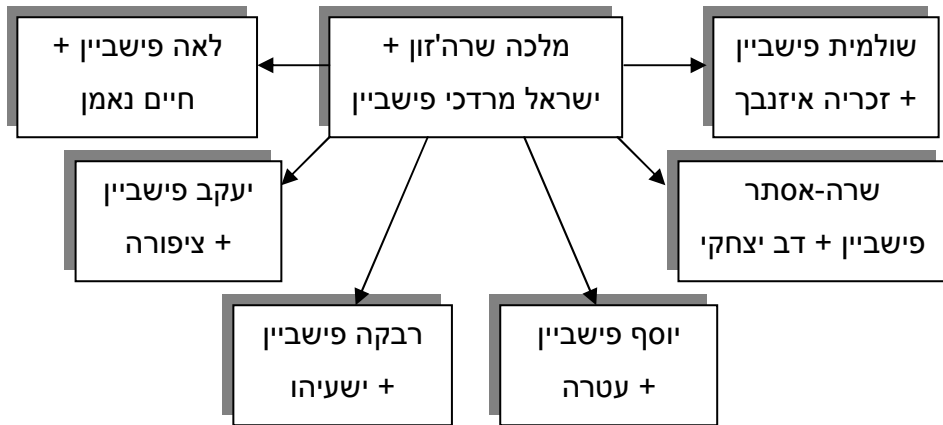 שולמית פישביין
+ זכריה איזנבך
מלכה שרה'זון +
ישראל מרדכי פישביין
לאה פישביין +
חיים נאמן
שרה-אסתר
פישביין + דב יצחקי
יעקב פישביין
+ ציפורה
יוסף פישביין
+ עטרה
רבקה פישביין
+ ישעיהו